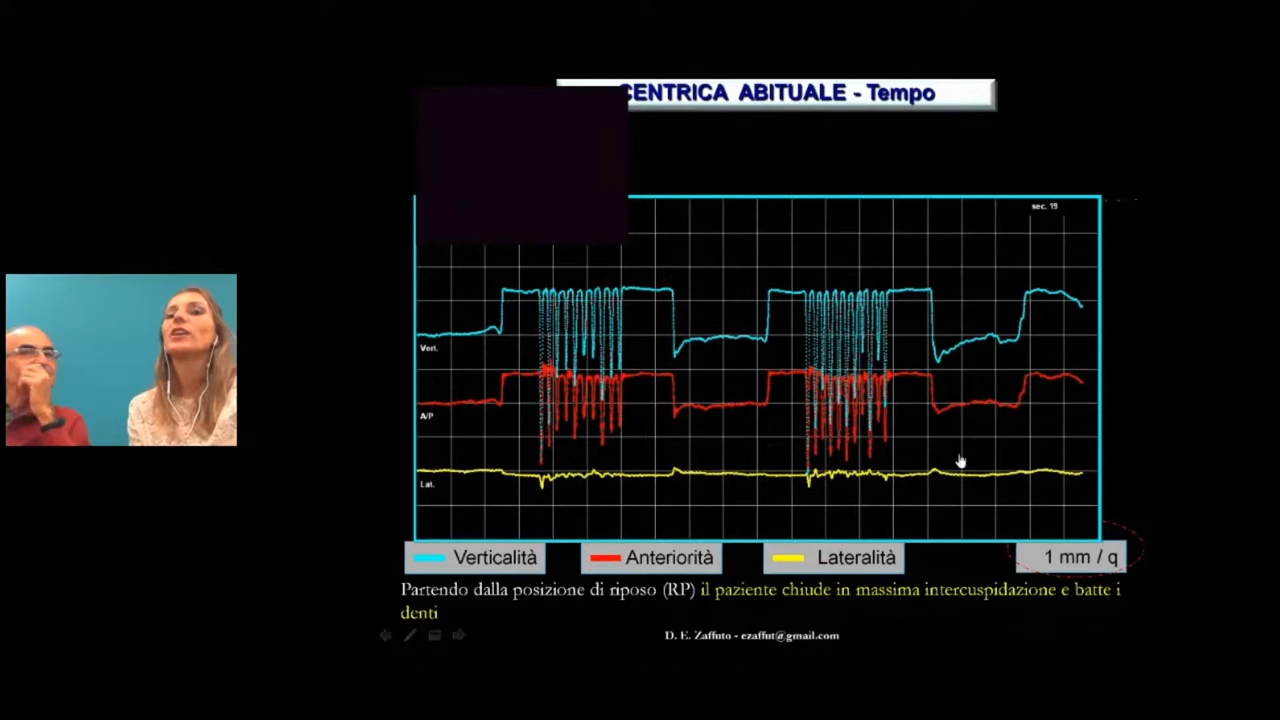 CENTRICA ABITUALE - Tempo
sec. 19
Vert.
A/P
Lat.
Verticalità
Anteriorità
Lateralità
1 mm / q
Partendo dalla posizione di riposo (RP) il paziente chiude in massima intercuspidazione e batte i
denti
D. E. Zaffuto - ezaffut@gmail.com